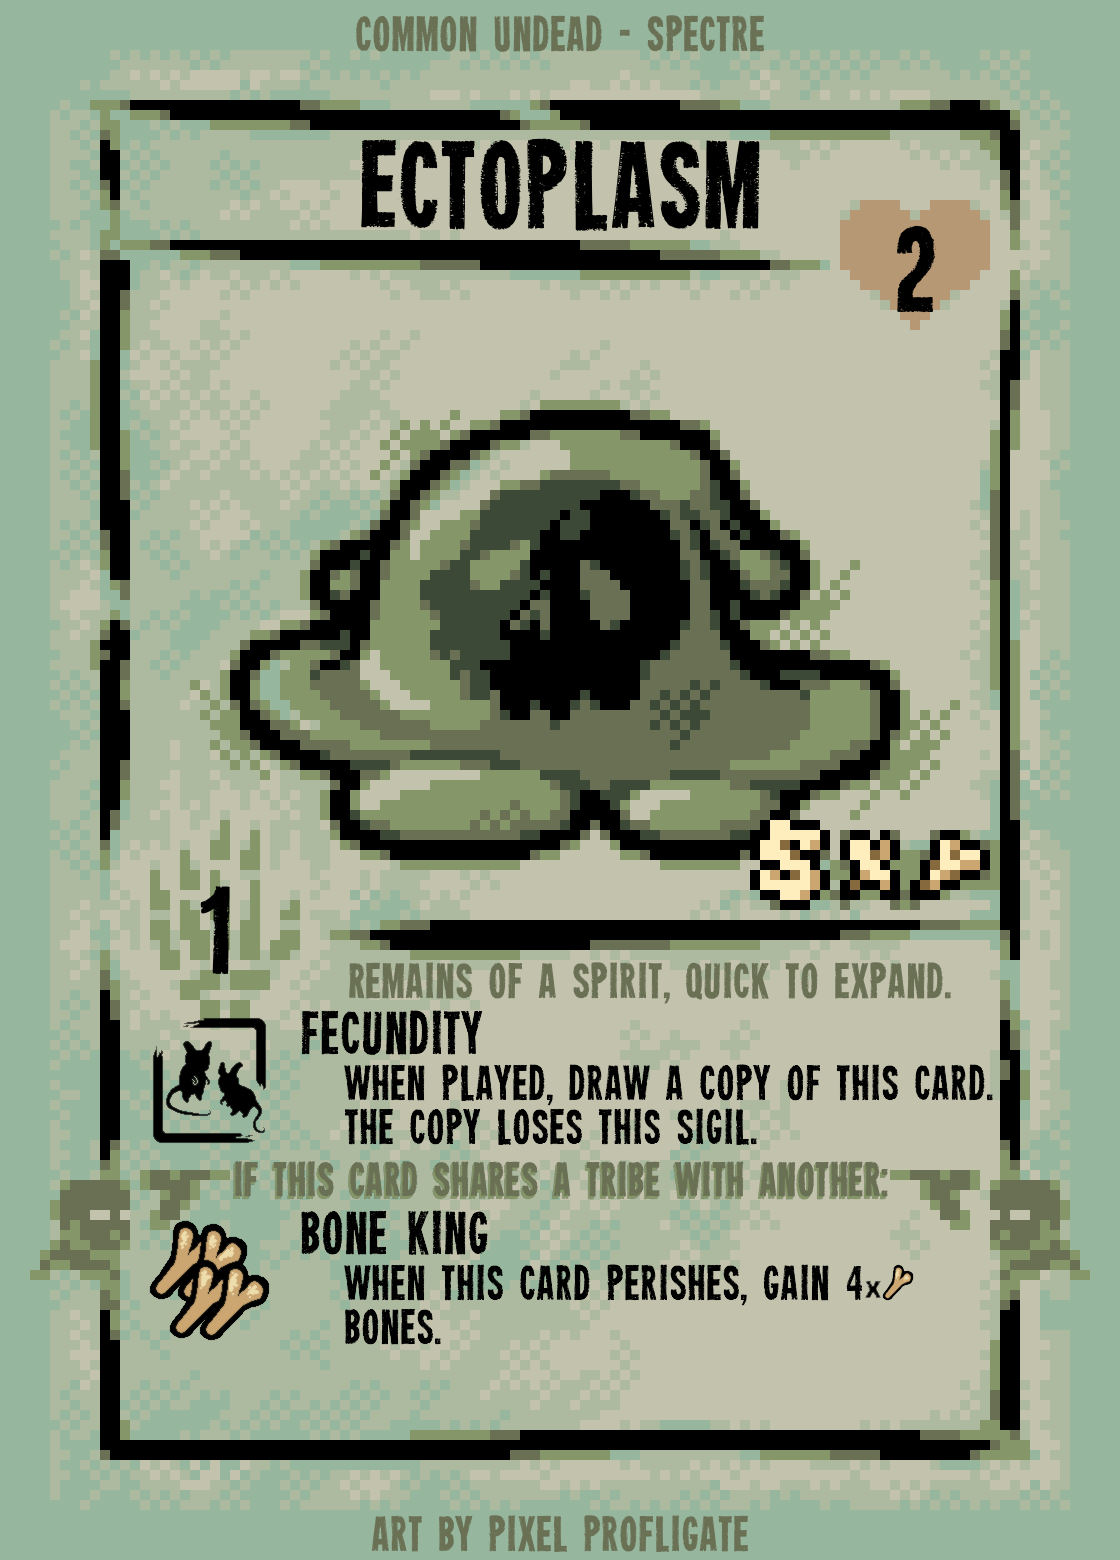 COMMON UNDEAD - SPECTRE
ECTOPLASM
2
5x
1
REMAINS OF A SPIRIT, QUICK TO EXPAND.
FECUNDITY
WHEN PLAYED, DRAW A COPY OF THIS CARD.
THE COPY LOSES THIS SIGIL.
IF THIS CARD SHARES A TRIBE WITH ANOTHER:
BONE KING
WHEN THIS CARD PERISHES, GAIN 4x
BONES.
ART BY PIXEL PROFLIGATE